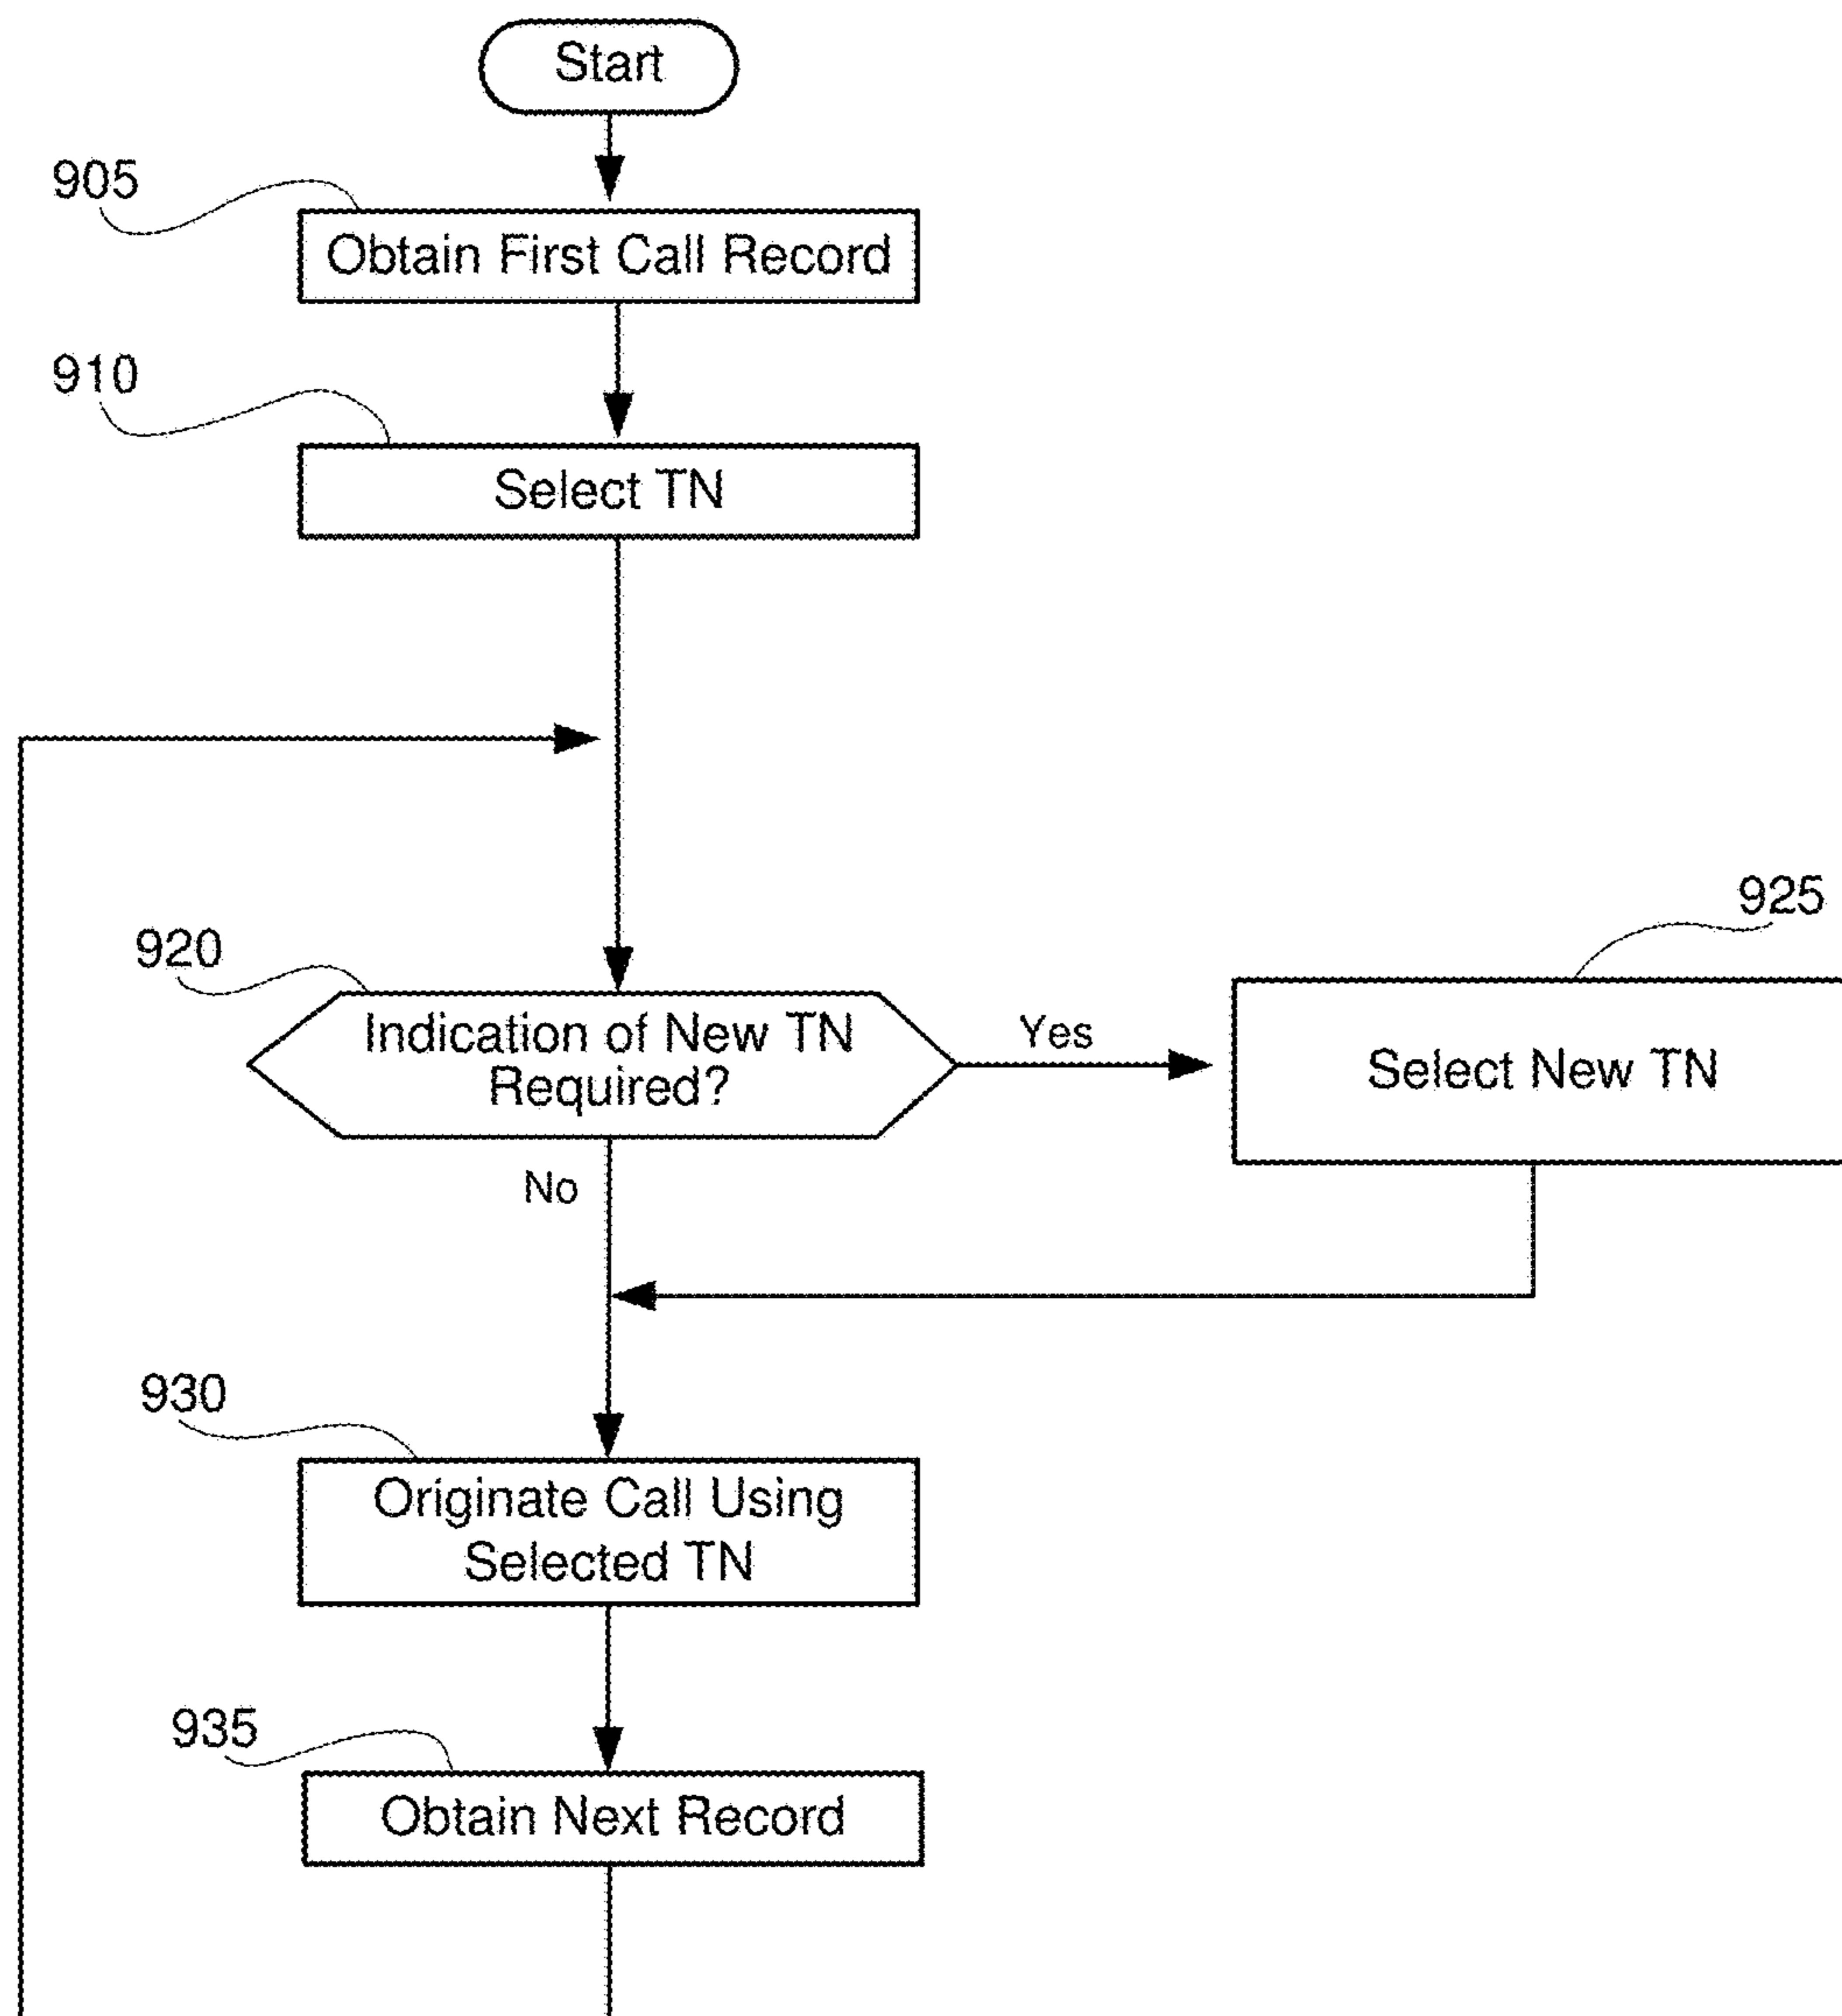 Start
905
Obtain First Call Record
910
Select TN
925
920
Indication of New TN
Required?
Yes
Select New TN
No
930
Originate Call Using
Selected TN
935
Obtain Next Record